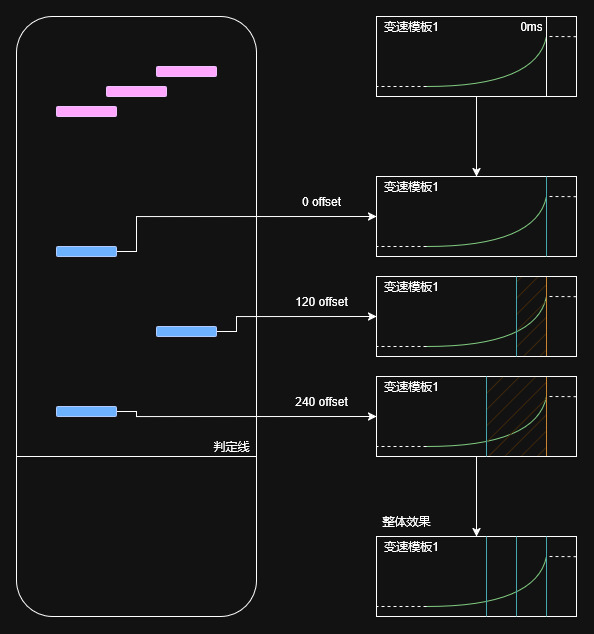 变速模板1
0ms
变速模板1
0 offset
变速模板1
120 offset
变速模板1
240 offset
判定线
整体效果
变速模板1